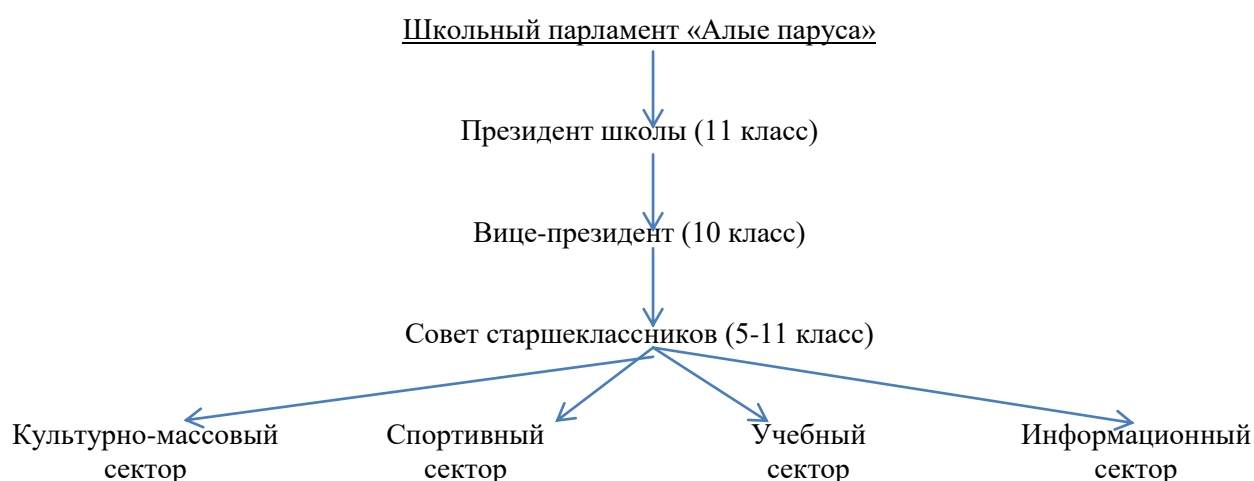 Школьный парламент «Алые паруса»
Президент школы (11 класс)
Вице-президент (10 класс)
Совет старшеклассников (5-11 класс)
Культурно-массовый Спортивный Учебный Информационный
сектор сектор сектор сектор